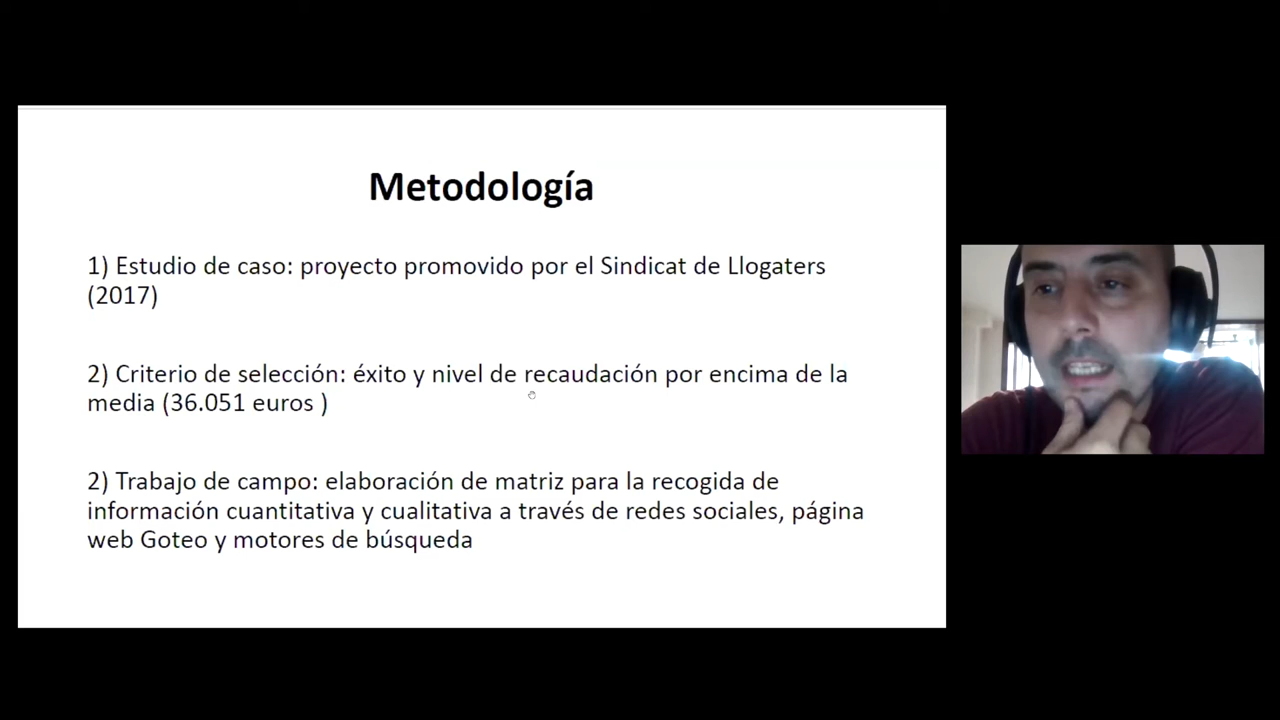 Metodología
1) Estudio de caso: proyecto promovido por el Sindicat de Llogaters
(2017)
2) Criterio de selección: éxito y nivel de recaudación por encima de la
media (36.051 euros )
2) Trabajo de campo: elaboración de matriz para la recogida de
información cuantitativa y cualitativa a través de redes sociales, página
web Goteo y motores de búsqueda